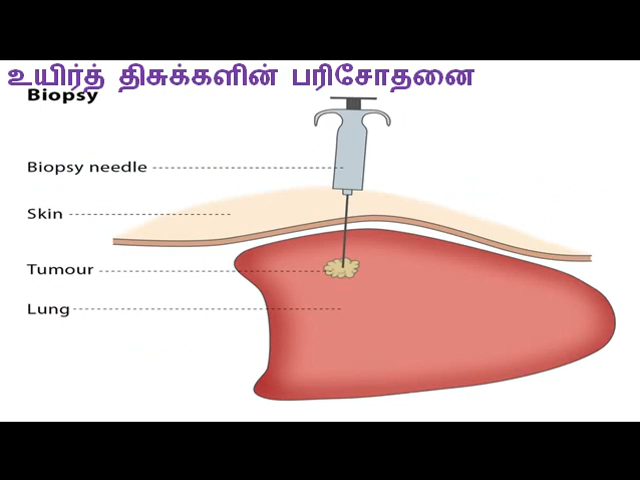 உயிர்த் திசுக்களின் பரிசோதனை
Biopsy
Biopsy needle
Skin
Tumour
Lung